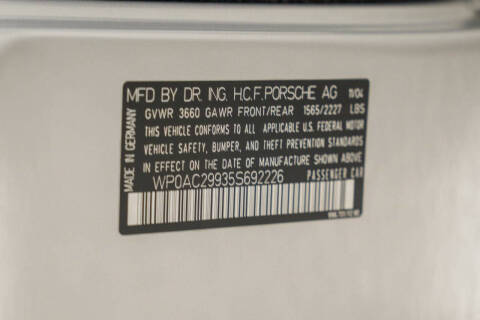 MFD BY DR. ING. H.C.F. PORSCHE AG 11/04
GVWR 3660 GAWR FRONT/REAR 1565/2227 LBS
THIS VEHICLE CONFORMS TO ALL APPLICABLE U.S. FEDERAL MOTOR
VEHICLE SAFETY, BUMPER, AND THEFT PREVENTION STANDARDS
IN EFFECT ON THE DATE OF MANUFACTURE SHOWN ABOVE.
WP0AC29935S692226 PASSENGER CAR
MADE IN GERMANY